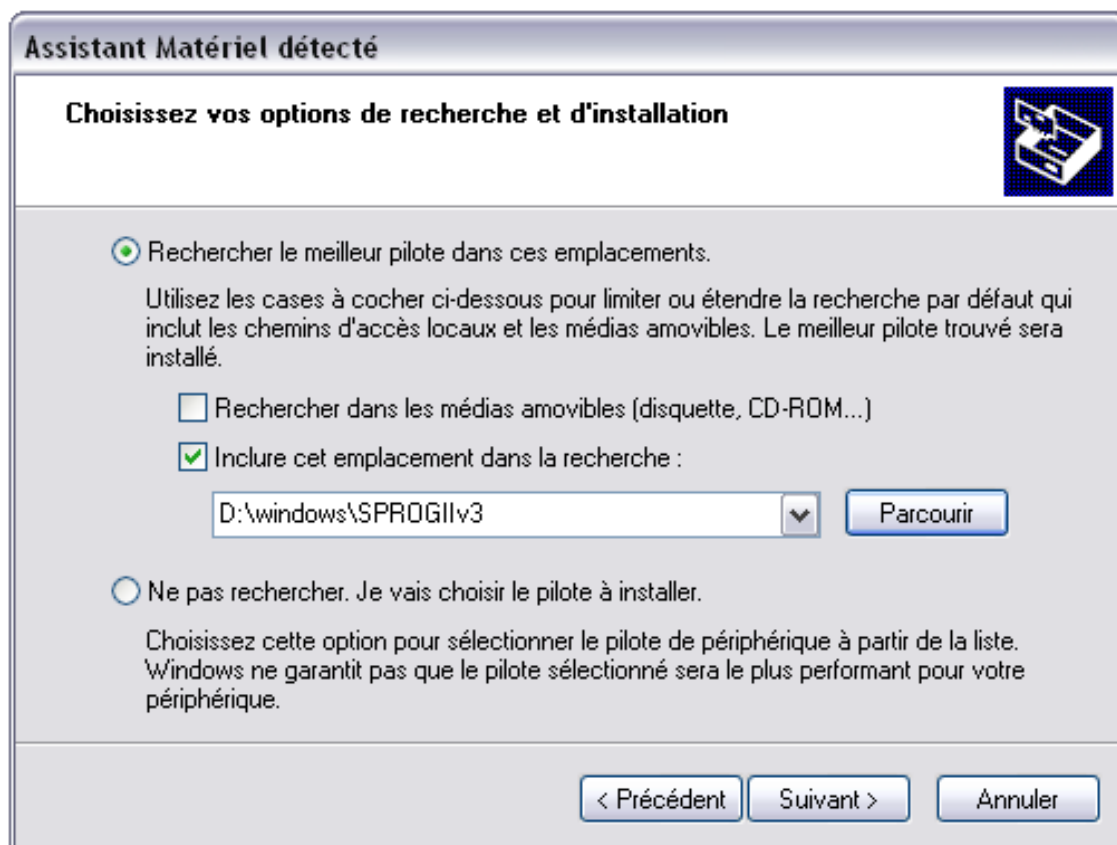 Assistant Matériel détecté
Choisissez vos options de recherche et d'installation
Rechercher le meilleur pilote dans ces emplacements.
Utilisez les cases à cocher ci-dessous pour limiter ou étendre la recherche par défaut qui
inclut les chemins d'accès locaux et les médias amovibles. Le meilleur pilote trouvé sera
installé.
Rechercher dans les médias amovibles (disquette, CD-ROM...)
Inclure cet emplacement dans la recherche :
D:\windows\SPROGIIv3
Parcourir
Ne pas rechercher. Je vais choisir le pilote à installer.
Choisissez cette option pour sélectionner le pilote de périphérique à partir de la liste.
Windows ne garantit pas que le pilote sélectionné sera le plus performant pour votre
périphérique.
< Précédent
Suivant >
Annuler